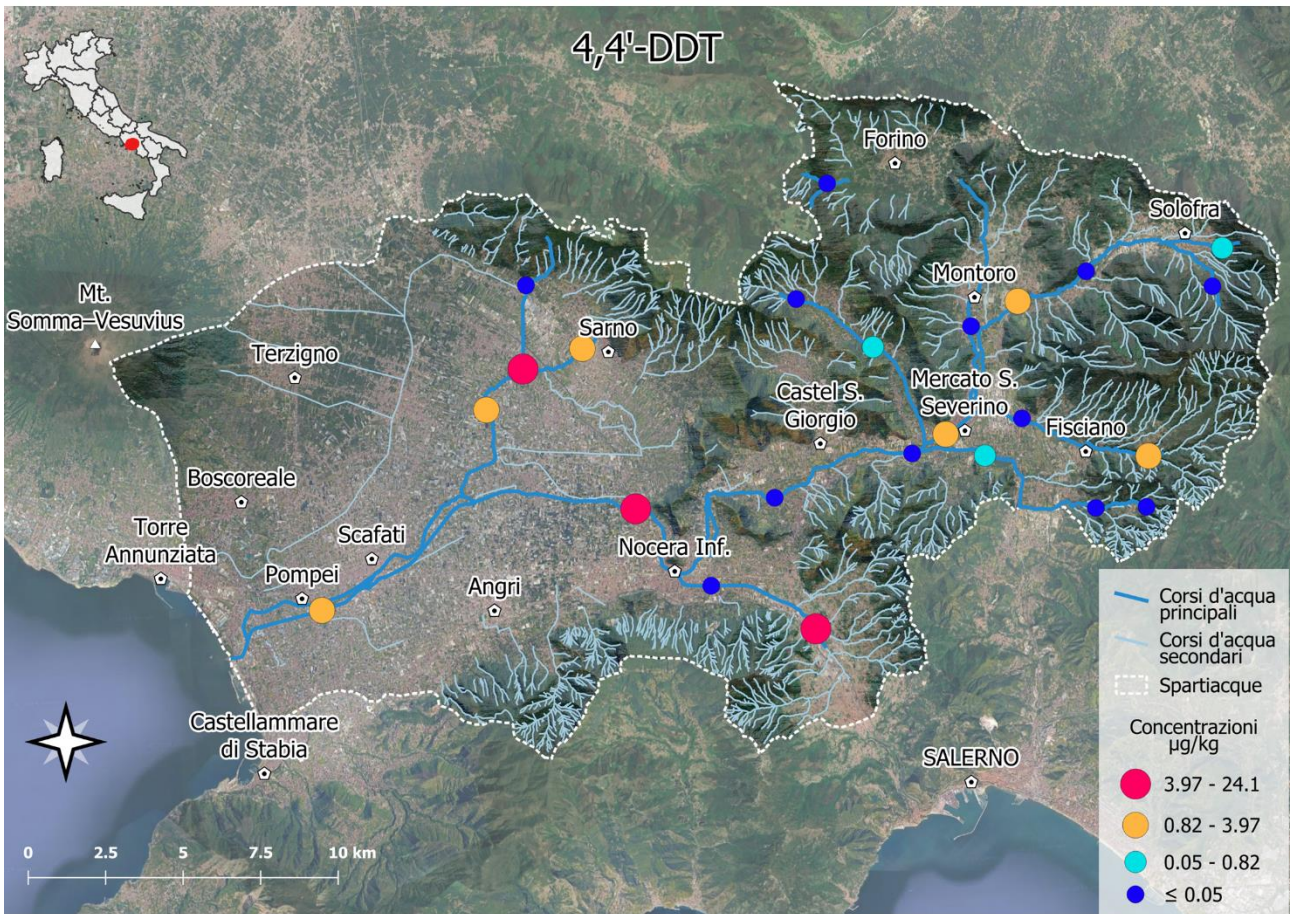 4,4'-DDT
Forino
Solofra
Montoro
Mt.
Somma–Vesuvius
Sarno
Terzigno
Mercato S.
Severino
Castel S.
Giorgio
Fisciano
Boscoreale
Torre
Annunziata
Scafati
Nocera Inf.
Pompei
Angri
Castellammare
di Stabia
SALERNO
0 2.5 5 7.5 10 km
Corsi d'acqua
principali
Corsi d'acqua
secondari
Spartiacque
Concentrazioni
µg/kg
3.97 - 24.1
0.82 - 3.97
0.05 - 0.82
≤ 0.05